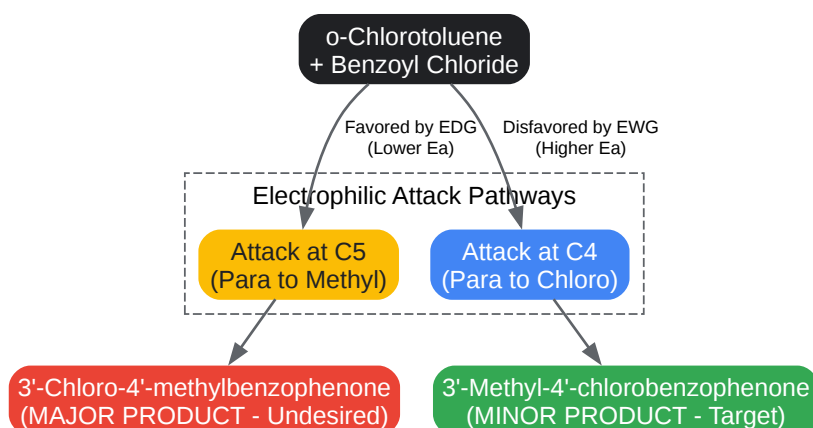 o-Chlorotoluene
+ Benzoyl Chloride
Favored by EDG
(Lower Ea)
Disfavored by EWG
(Higher Ea)
Electrophilic Attack Pathways
Attack at C5
(Para to Methyl)
Attack at C4
(Para to Chloro)
3'-Chloro-4'-methylbenzophenone
(MAJOR PRODUCT - Undesired)
3'-Methyl-4'-chlorobenzophenone
(MINOR PRODUCT - Target)